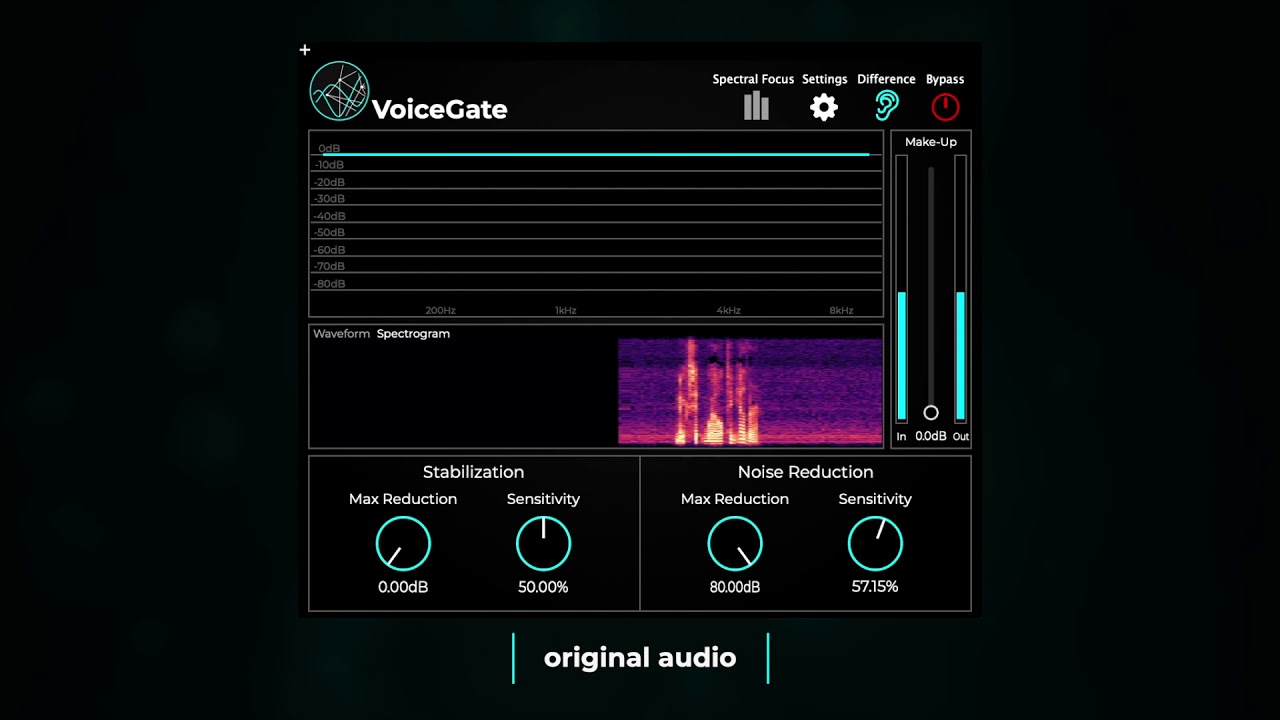 Spectral Focus Settings Difference Bypass
VoiceGate
Make-Up
0dB
-10dB
-20dB
-30dB
-40dB
-50dB
-60dB
-70dB
-80dB
200Hz 1kHz 4kHz 8kHz
Waveform Spectrogram
In 0.0dB Out
Stabilization Noise Reduction
Max Reduction Sensitivity Max Reduction Sensitivity
0.00dB 50.00% 80.00dB 57.15%
original audio